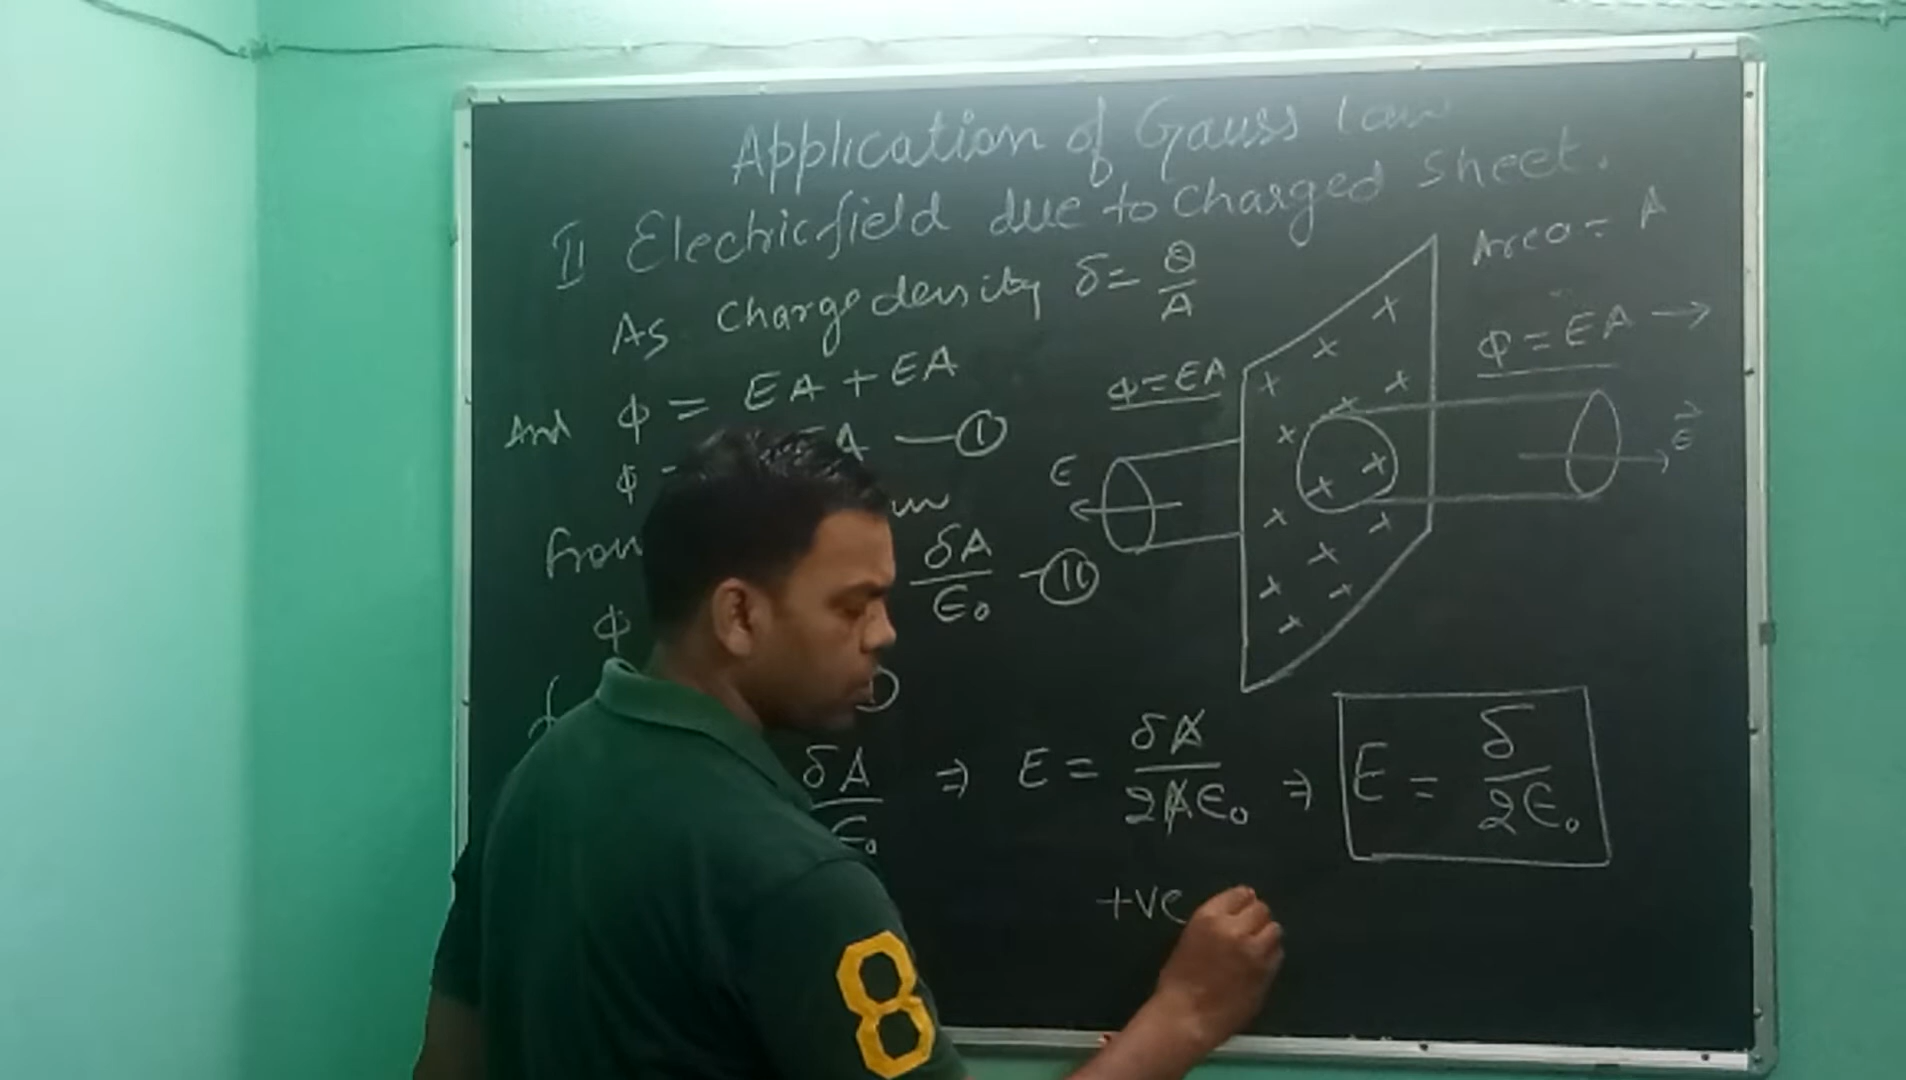 Application of Gauss law
II Electric field due to charged sheet.
As charge density δ = Q/A
Area = A
And φ = EA + EA
φ = EA
φ = EA →
A — (I)
φ
E
E
from
δA/ϵ₀ — (II)
φ
δA/ϵ₀ ⇒ E = δA/2Aϵ₀ ⇒ E = δ/2ϵ₀
+ve
8